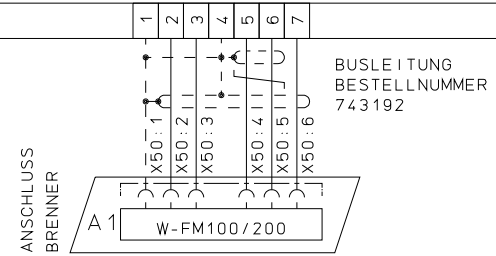 1 2 3 4 5 6 7
BUSLEITUNG
BESTELLNUMMER
743192
X50:1
X50:2
X50:3
X50:4
X50:5
X50:6
ANSCHLUSS
BRENNER
A1
W-FM100/200